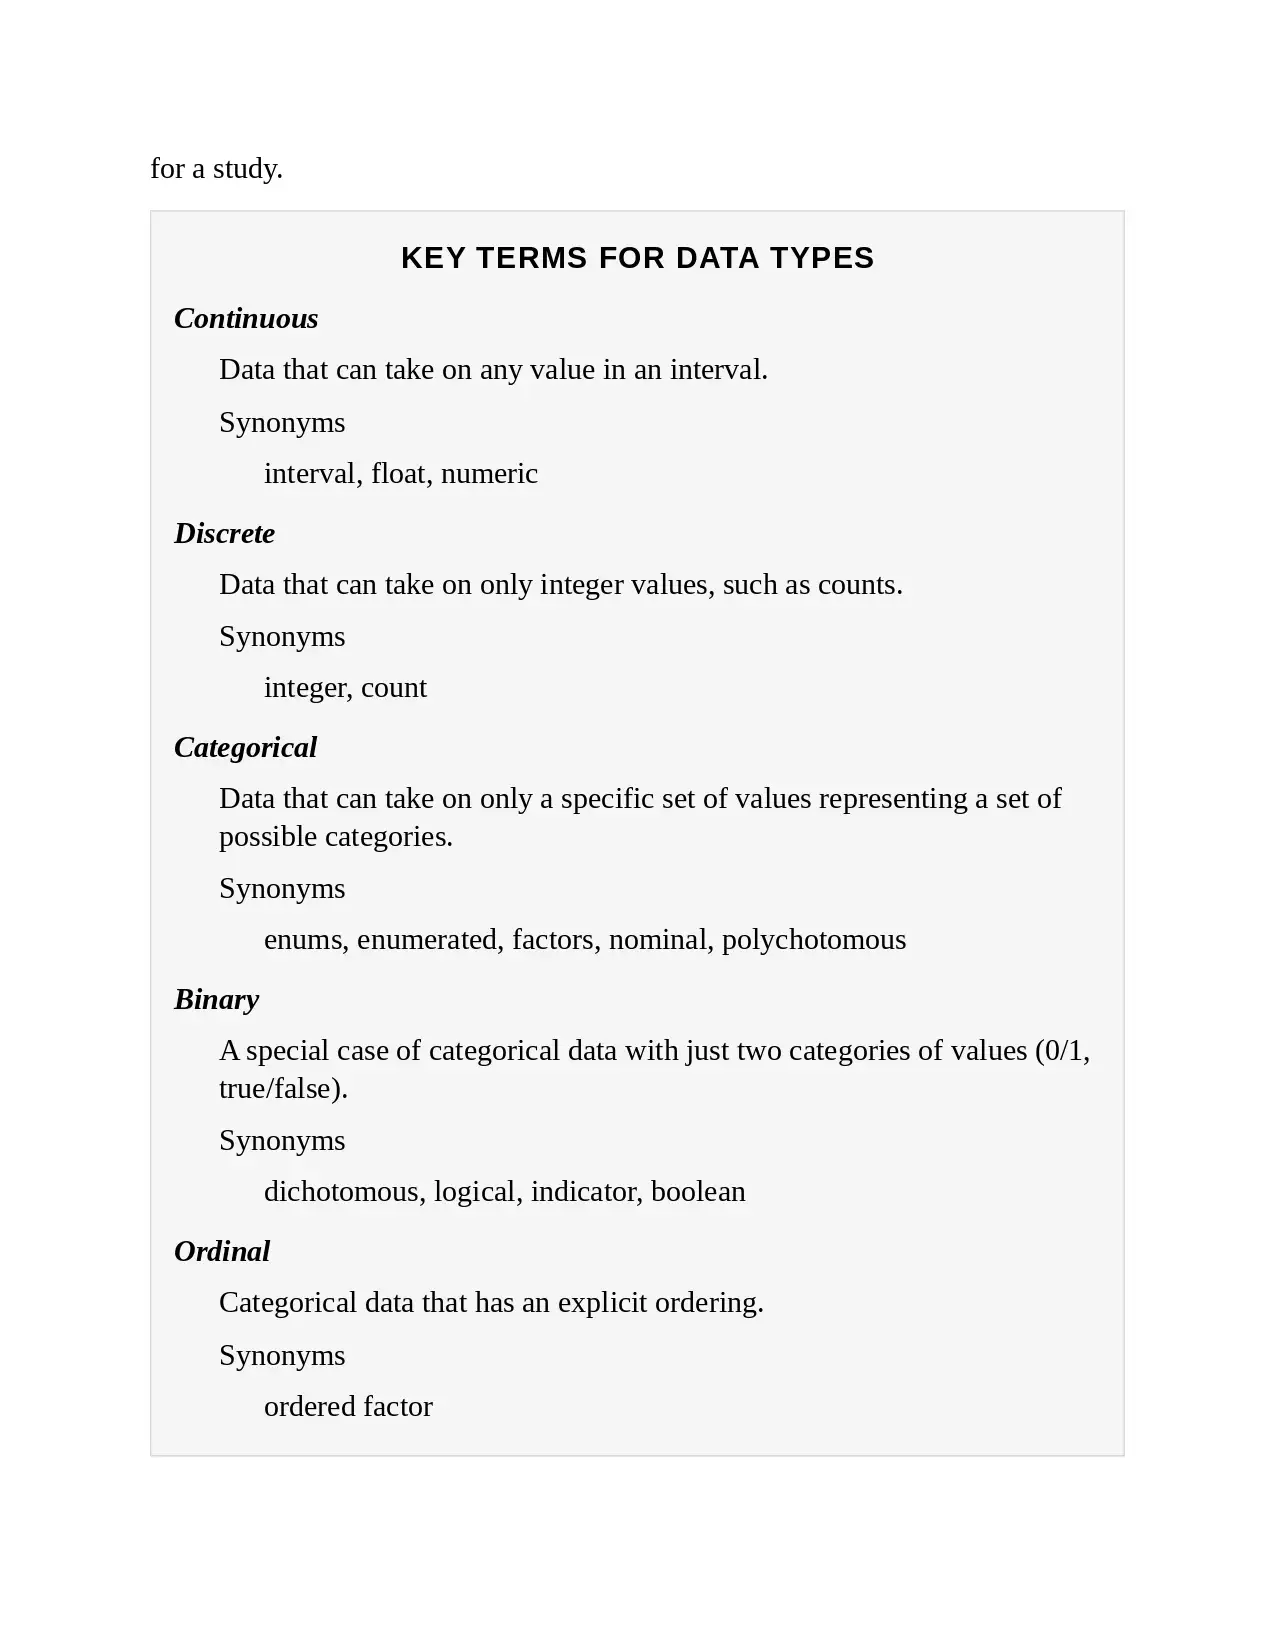 for a study.
KEY TERMS FOR DATA TYPES
Continuous
Data that can take on any value in an interval.
Synonyms
interval, float, numeric
Discrete
Data that can take on only integer values, such as counts.
Synonyms
integer, count
Categorical
Data that can take on only a specific set of values representing a set of
possible categories.
Synonyms
enums, enumerated, factors, nominal, polychotomous
Binary
A special case of categorical data with just two categories of values (0/1,
true/false).
Synonyms
dichotomous, logical, indicator, boolean
Ordinal
Categorical data that has an explicit ordering.
Synonyms
ordered factor